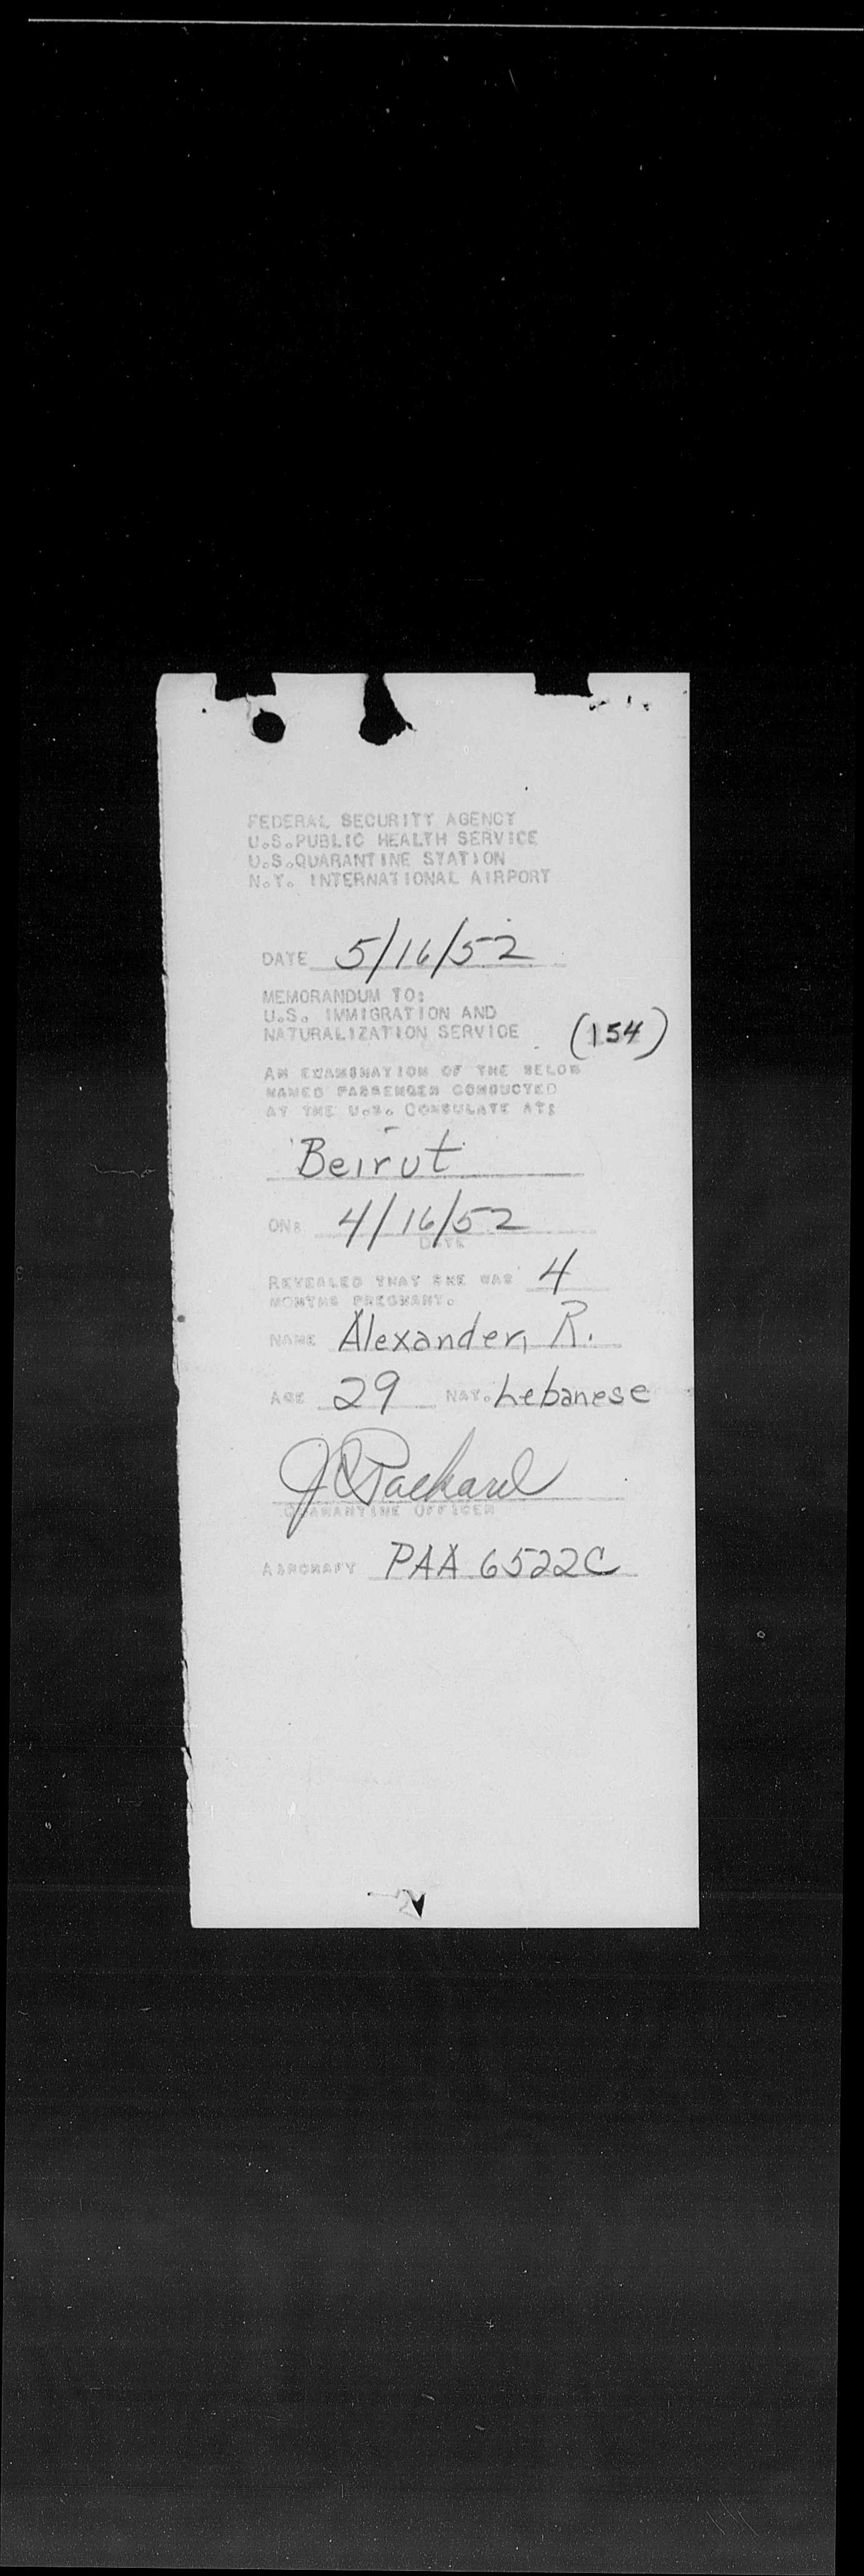 FEDERAL SECURITY AGENCY
U.S.PUBLIC HEALTH SERVICE
U.S.QUARANTINE STATION
N.Y. INTERNATIONAL AIRPORT
DATE 5/16/52
MEMORANDUM TO:
U.S. IMMIGRATION AND
NATURALIZATION SERVICE (154)
AN EXAMINATION OF THE BELOW
NAMED PASSENGER CONDUCTED
AT THE U.S. CONSULATE AT:
Beirut
ON: 4/16/52
DATE
REVEALED THAT SHE WAS 4
MONTHS PREGNANT.
NAME Alexander, R.
AGE 29 NAT. Lebanese
J Packard
QUARANTINE OFFICER
AIRCRAFT PAA 6522C